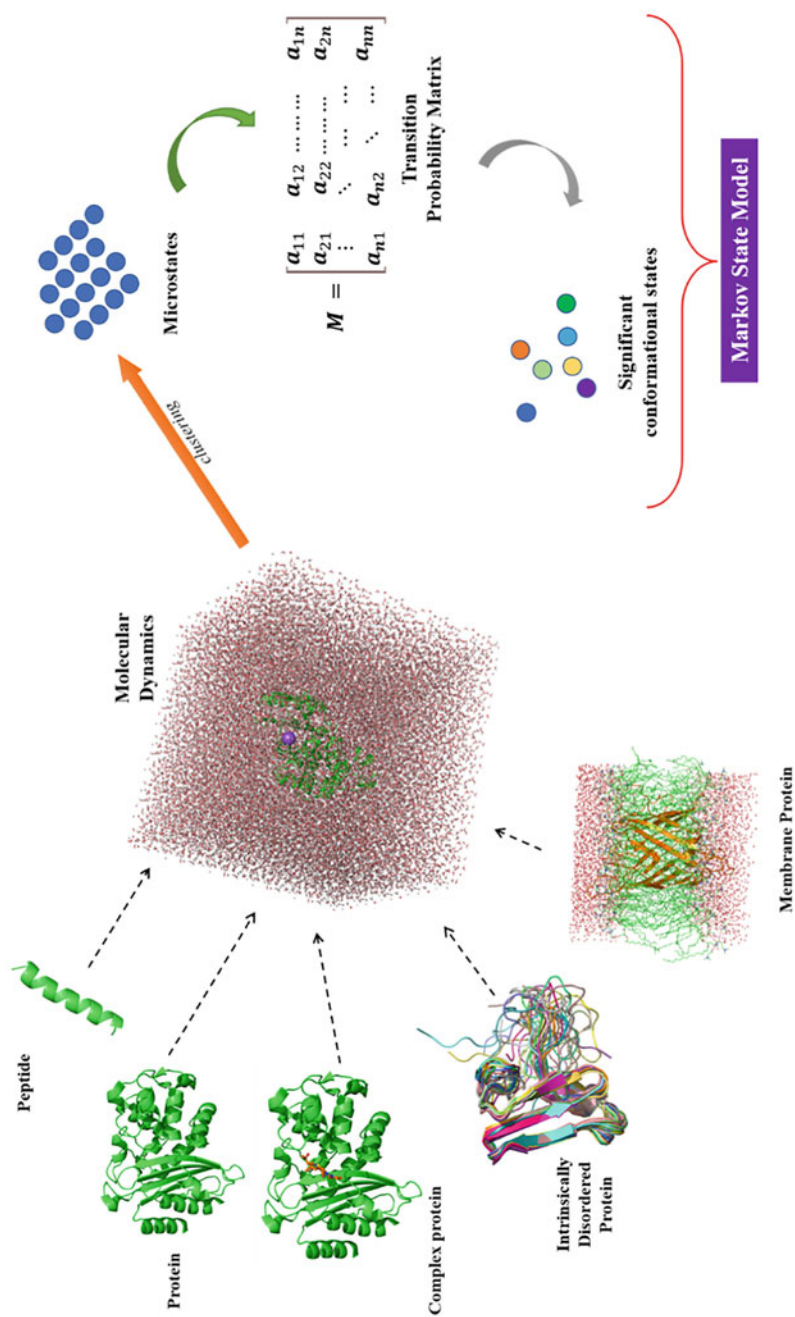 Peptide
Protein
Complex protein
Intrinsically
Disordered
Protein
Membrane Protein
Molecular
Dynamics
clustering
Microstates
M =
a₁₁ a₁₂ … … … a₁ₙ
a₂₁ a₂₂ … … … a₂ₙ
⋮ ⋱ … …
aₙ₁ aₙ₂ ⋱ … aₙₙ
Transition
Probability Matrix
Significant
conformational states
Markov State Model